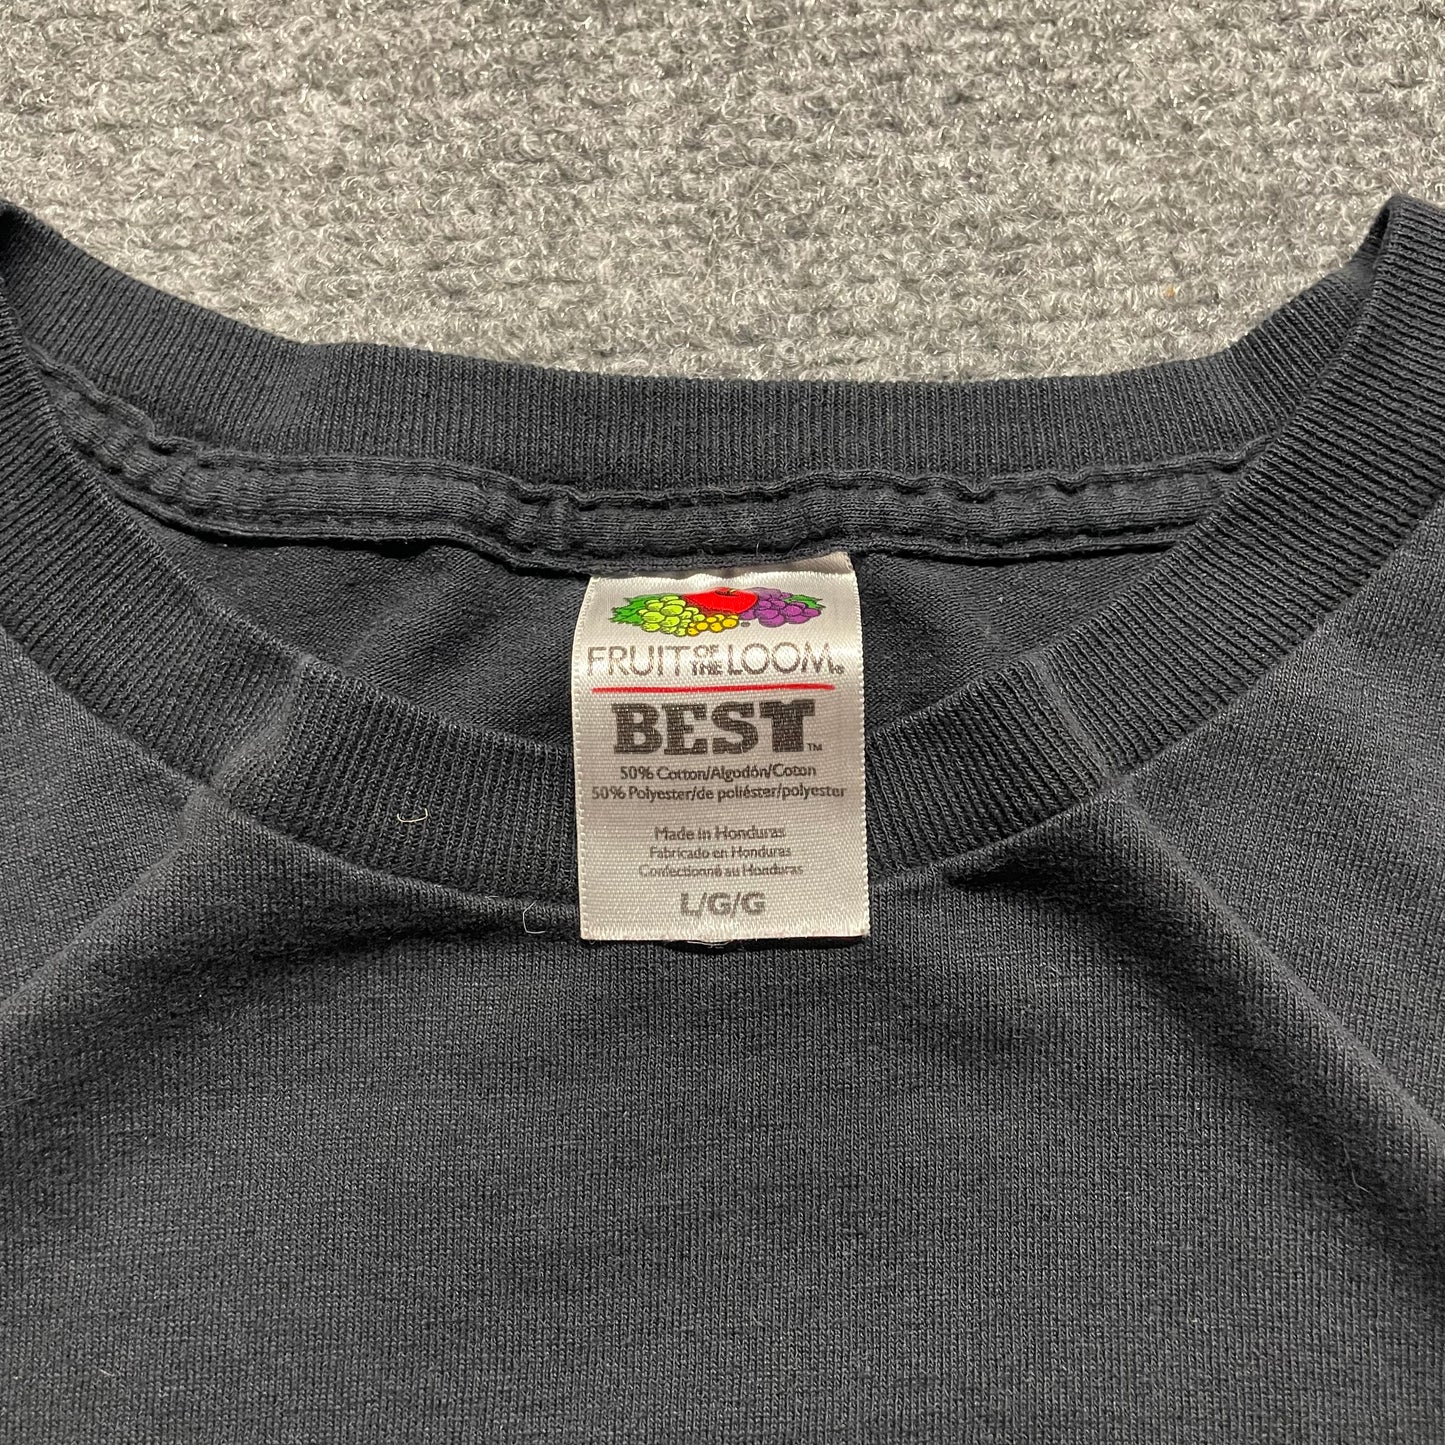 FRUIT OF THE LOOM®
BEST™
50% Cotton/Algodón/Coton
50% Polyester/de poliéster/polyester
Made in Honduras
Fabricado en Honduras
Confectionné au Honduras
L/G/G